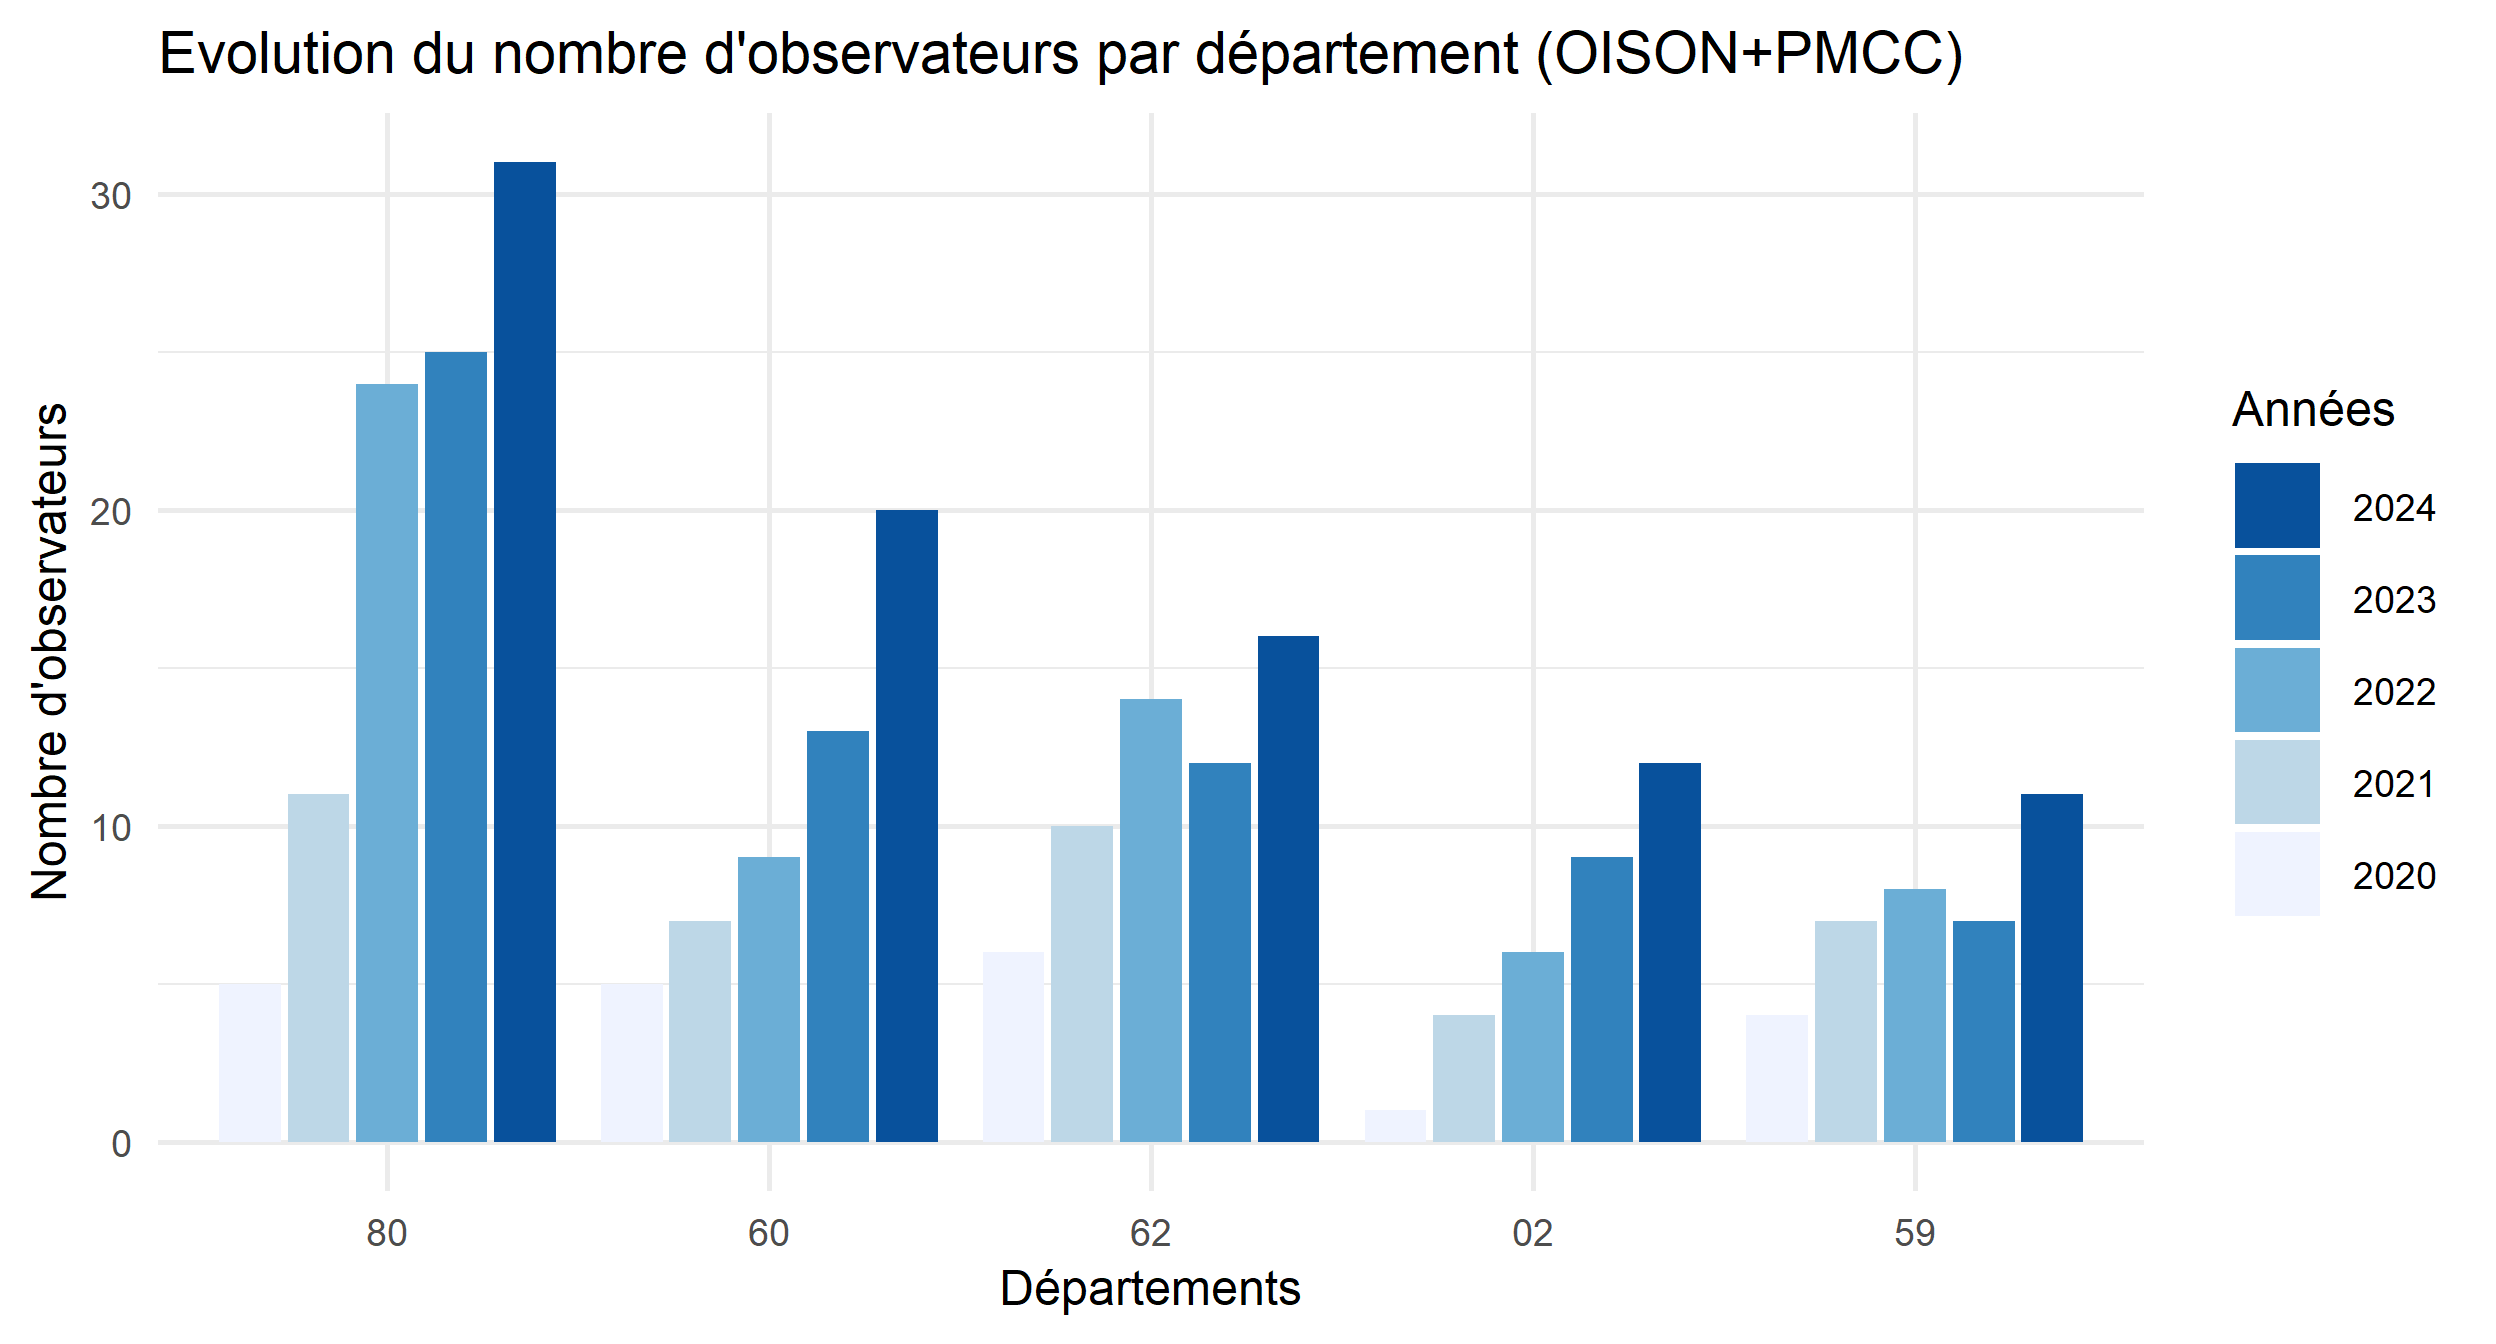 Evolution du nombre d'observateurs par département (OISON+PMCC)
Nombre d'observateurs
30
20
10
0
80 60 62 02 59
Départements
Années
2024
2023
2022
2021
2020